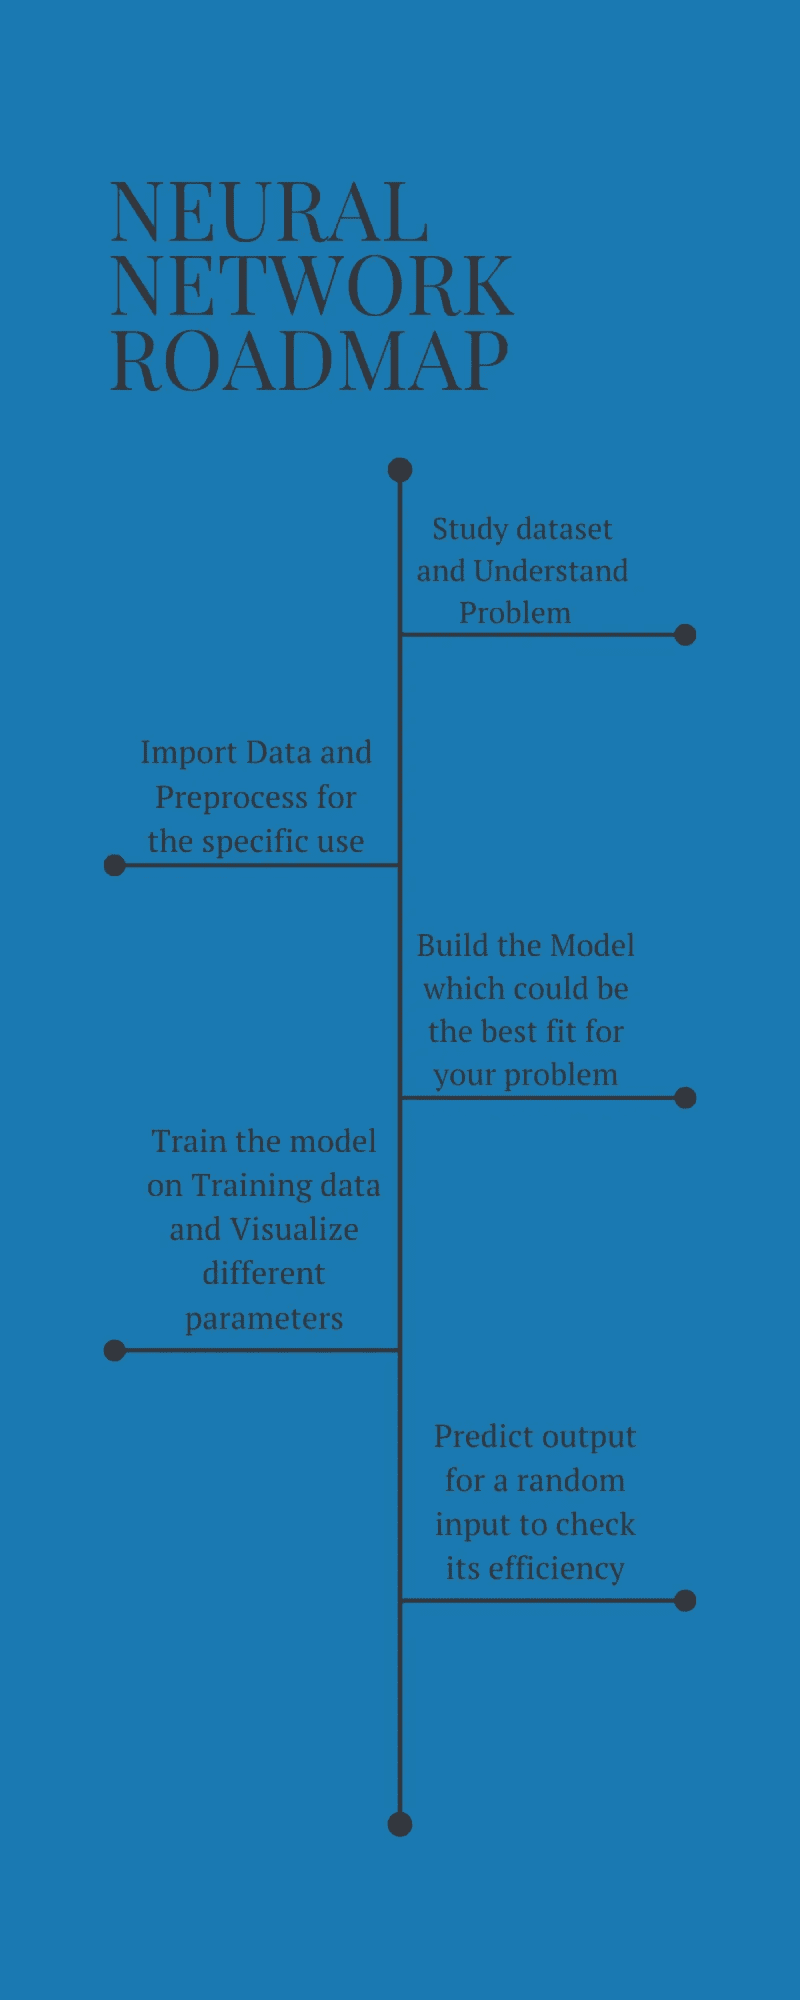 NEURAL
NETWORK
ROADMAP
Study dataset
and Understand
Problem
Import Data and
Preprocess for
the specific use
Build the Model
which could be
the best fit for
your problem
Train the model
on Training data
and Visualize
different
parameters
Predict output
for a random
input to check
its efficiency